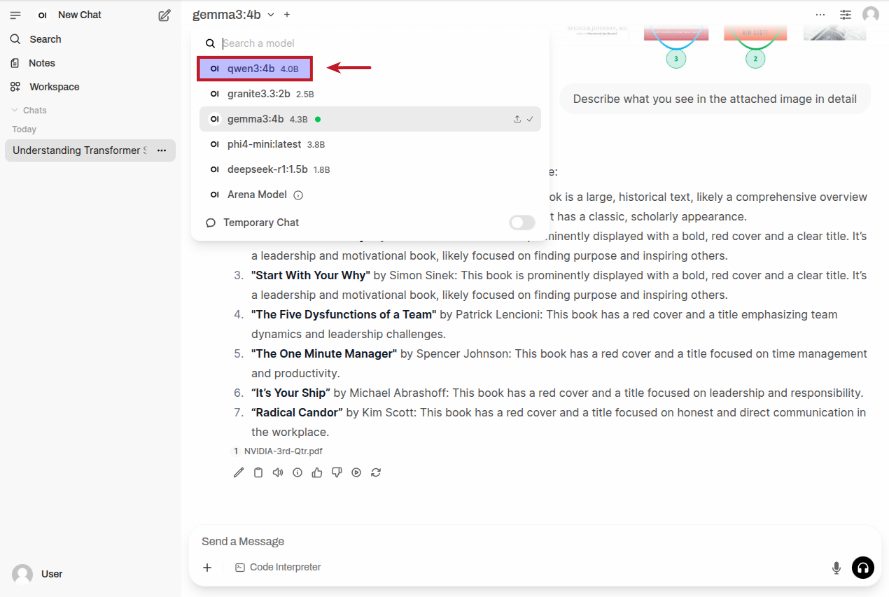 OI New Chat
Search
Notes
Workspace
Chats
Today
Understanding Transformer
User
gemma3:4b
Search a model
OI qwen3:4b 4.0B
OI granite3.3:2b 2.5B
OI gemma3:4b 4.3B
OI phi4-mini:latest 3.8B
OI deepseek-r1:1.5b 1.8B
OI Arena Model
Temporary Chat
3
2
Describe what you see in the attached image in detail
e:
ok is a large, historical text, likely a comprehensive overview
t has a classic, scholarly appearance.
minently displayed with a bold, red cover and a clear title. It's
a leadership and motivational book, likely focused on finding purpose and inspiring others.
3. "Start With Your Why" by Simon Sinek: This book is prominently displayed with a bold, red cover and a clear title. It's
a leadership and motivational book, likely focused on finding purpose and inspiring others.
4. "The Five Dysfunctions of a Team" by Patrick Lencioni: This book has a red cover and a title emphasizing team
dynamics and leadership challenges.
5. "The One Minute Manager" by Spencer Johnson: This book has a red cover and a title focused on time management
and productivity.
6. "It's Your Ship" by Michael Abrashoff: This book has a red cover and a title focused on leadership and responsibility.
7. "Radical Candor" by Kim Scott: This book has a red cover and a title focused on honest and direct communication in
the workplace.
1 NVIDIA-3rd-Qtr.pdf
Send a Message
Code Interpreter